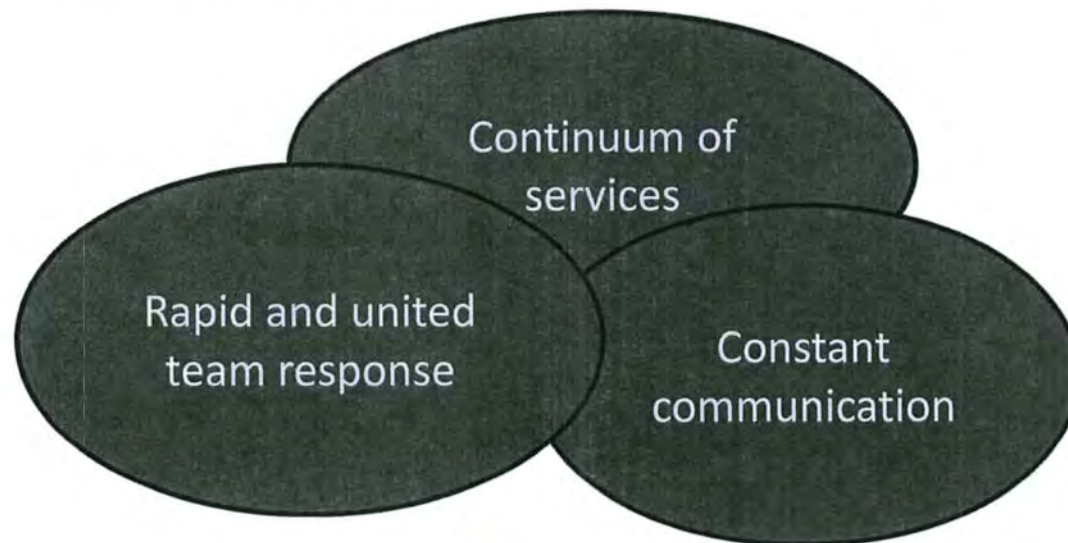 Continuum of
services
Rapid and united
team response
Constant
communication